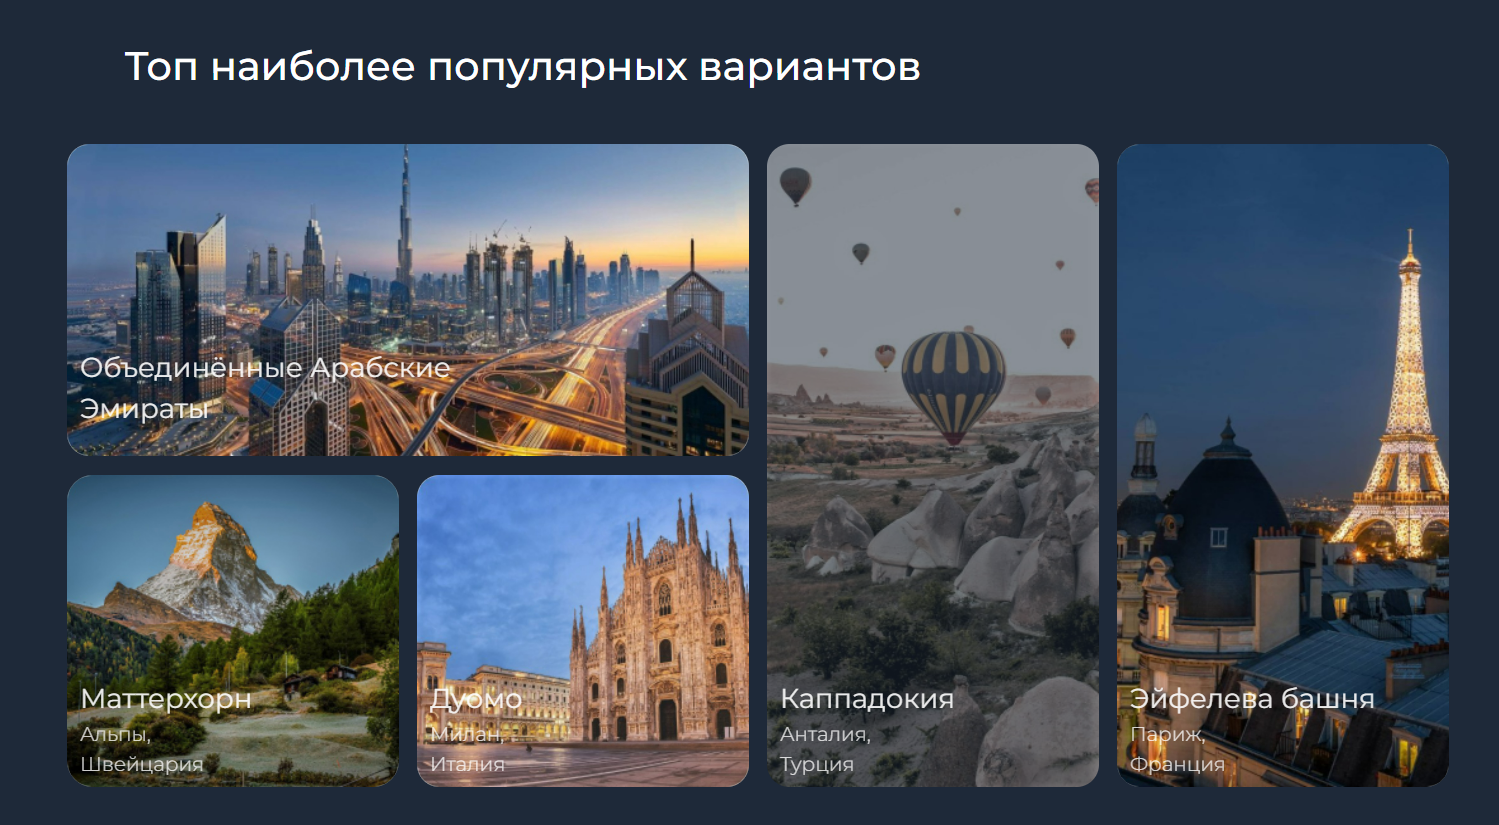 Топ наиболее популярных вариантов
Объединённые Арабские
Эмираты
Маттерхорн
Альпы,
Швейцария
Дуомо
Милан,
Италия
Каппадокия
Анталия,
Турция
Эйфелева башня
Париж,
Франция